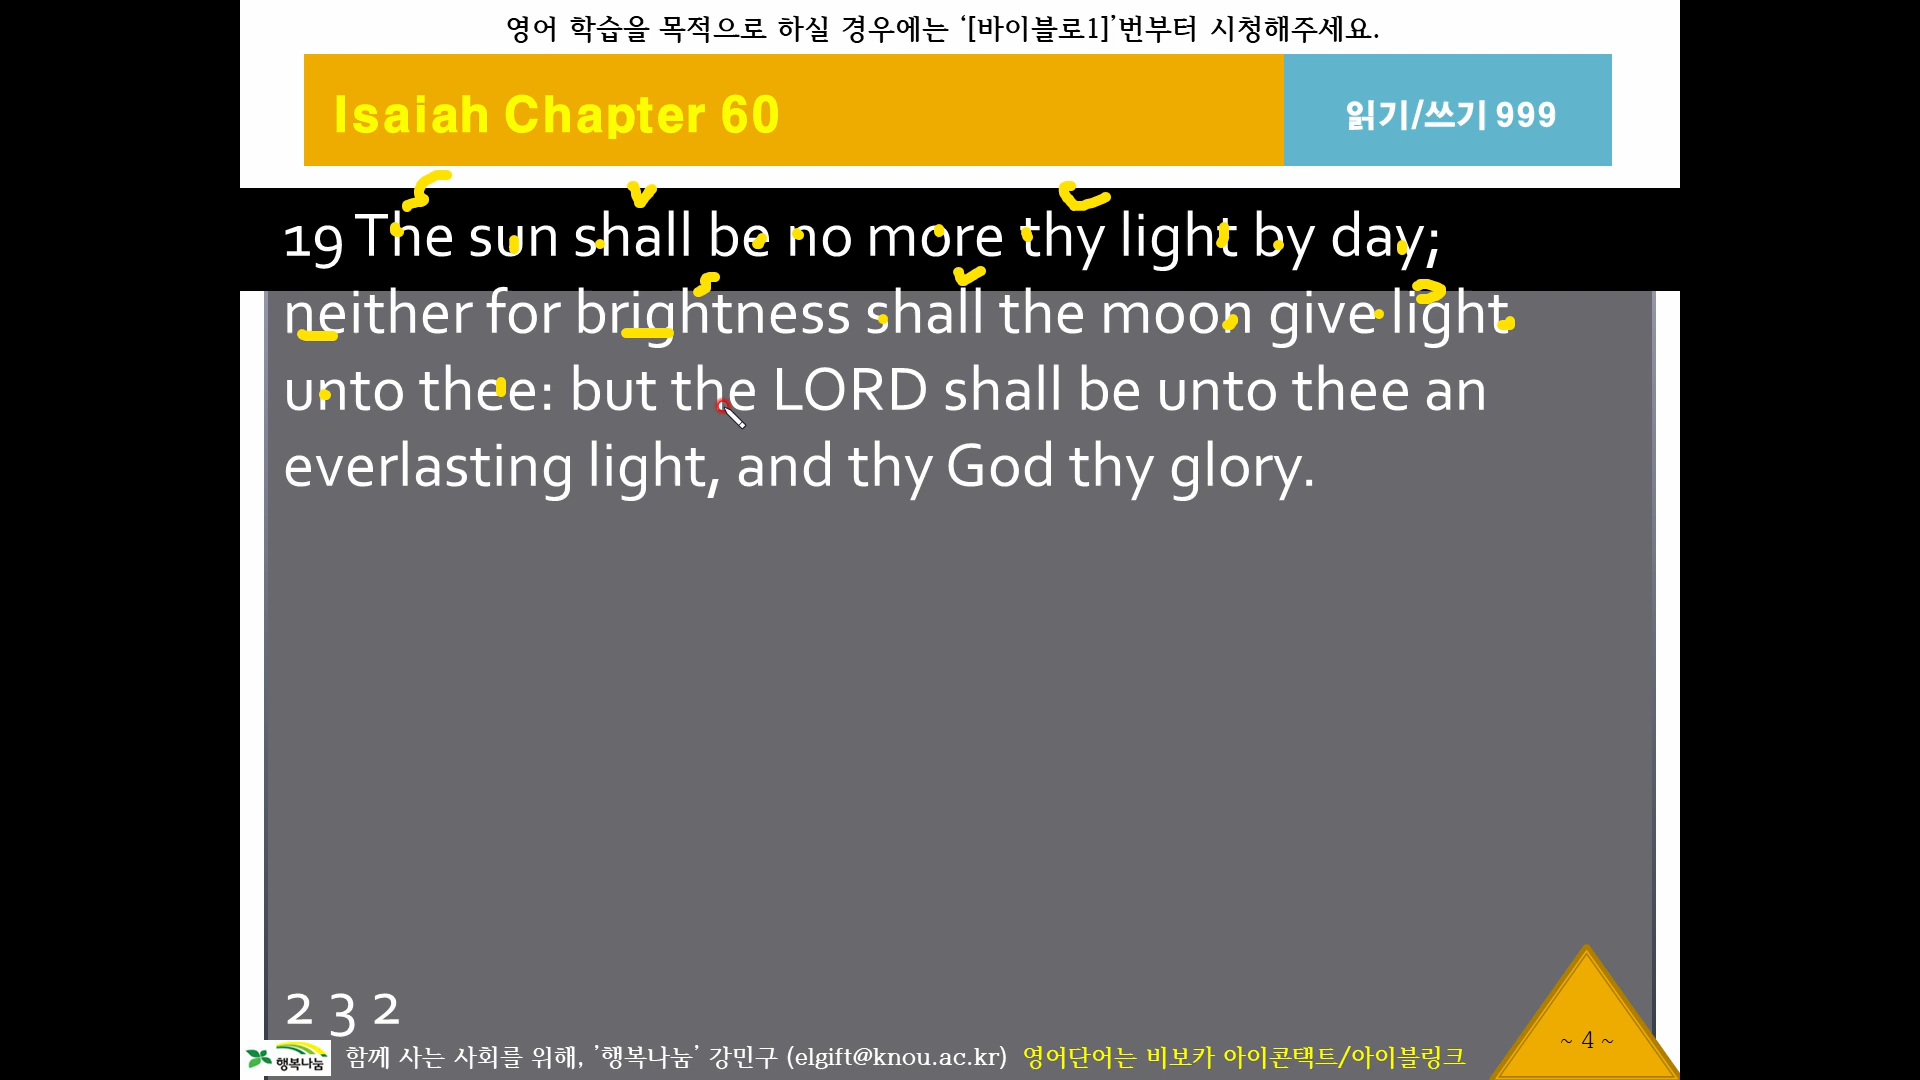 영어 학습을 목적으로 하실 경우에는 ‘[바이블로1]’번부터 시청해주세요.
Isaiah Chapter 60
읽기/쓰기 999
19 The sun shall be no more thy light by day;
neither for brightness shall the moon give light
unto thee: but the LORD shall be unto thee an
everlasting light, and thy God thy glory.
2 3 2
행복나눔
함께 사는 사회를 위해, ’행복나눔’ 강민구 (elgift@knou.ac.kr) 영어단어는 비보카 아이콘택트/아이블링크
~ 4 ~